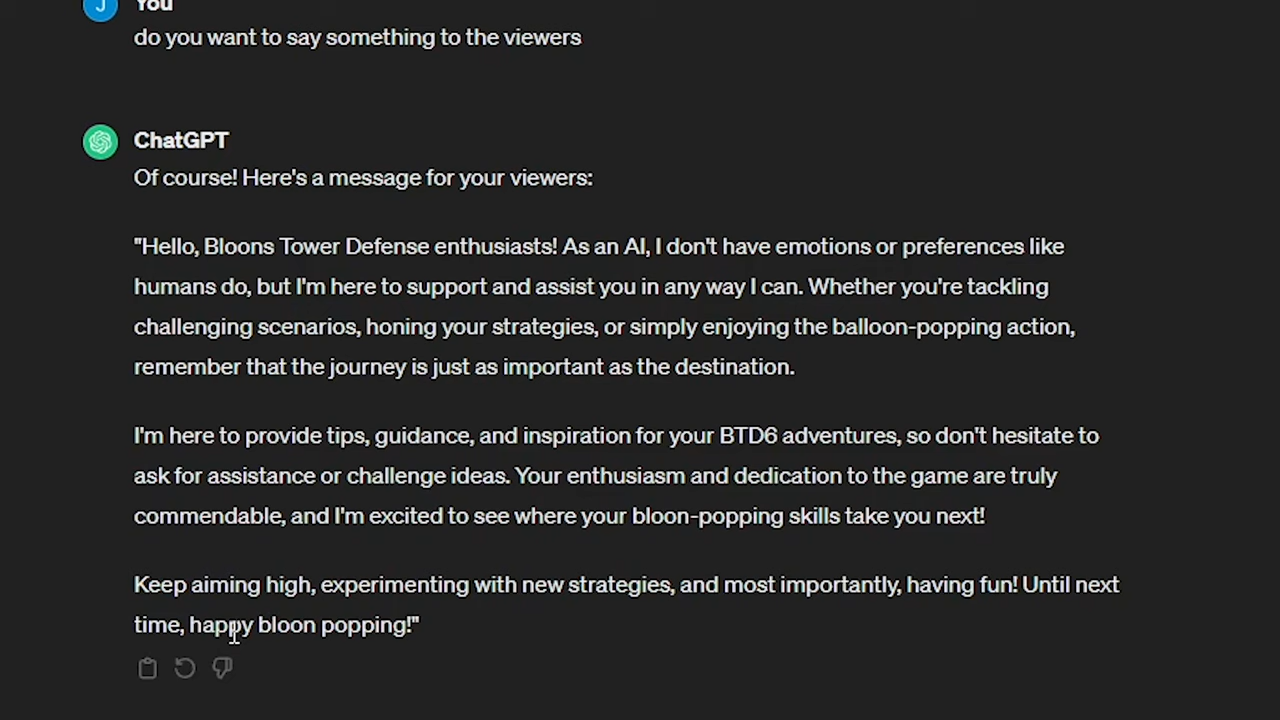 J
You
do you want to say something to the viewers
ChatGPT
Of course! Here's a message for your viewers:
"Hello, Bloons Tower Defense enthusiasts! As an AI, I don't have emotions or preferences like
humans do, but I'm here to support and assist you in any way I can. Whether you're tackling
challenging scenarios, honing your strategies, or simply enjoying the balloon-popping action,
remember that the journey is just as important as the destination.
I'm here to provide tips, guidance, and inspiration for your BTD6 adventures, so don't hesitate to
ask for assistance or challenge ideas. Your enthusiasm and dedication to the game are truly
commendable, and I'm excited to see where your bloon-popping skills take you next!
Keep aiming high, experimenting with new strategies, and most importantly, having fun! Until next
time, happy bloon popping!"